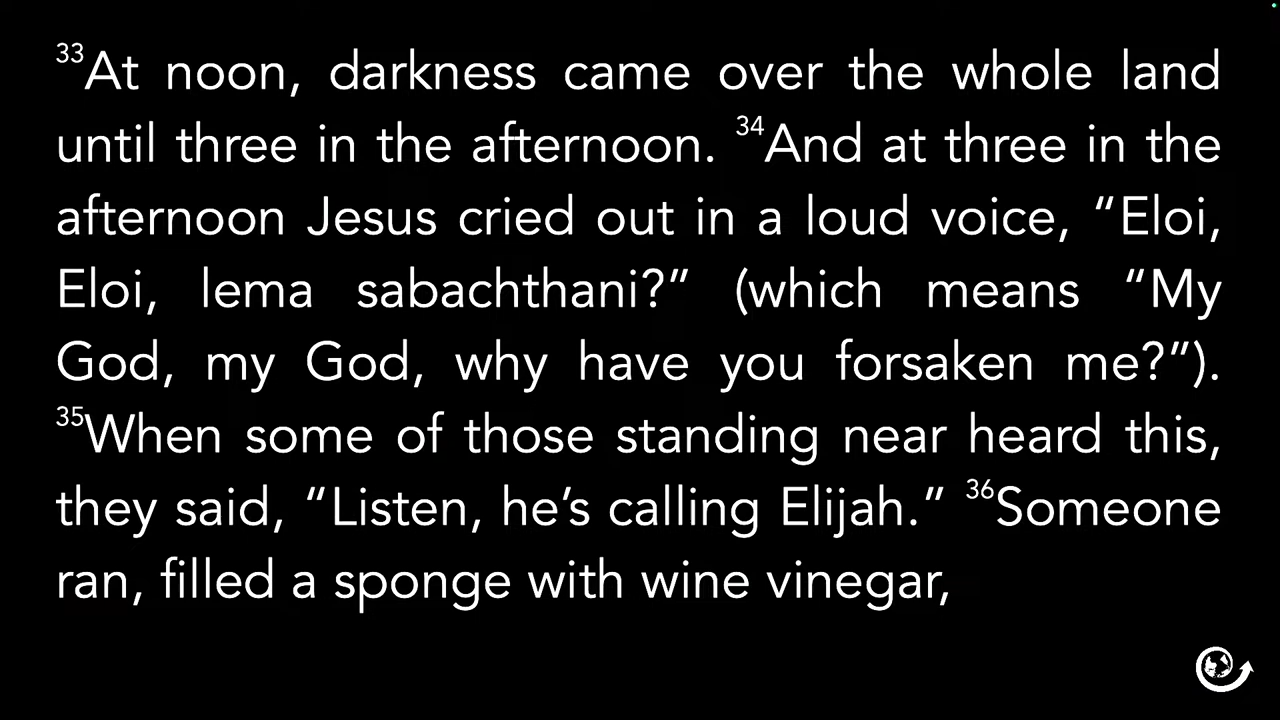 33At noon, darkness came over the whole land
until three in the afternoon. 34And at three in the
afternoon Jesus cried out in a loud voice, “Eloi,
Eloi, lema sabachthani?” (which means “My
God, my God, why have you forsaken me?”).
35When some of those standing near heard this,
they said, “Listen, he’s calling Elijah.” 36Someone
ran, filled a sponge with wine vinegar,